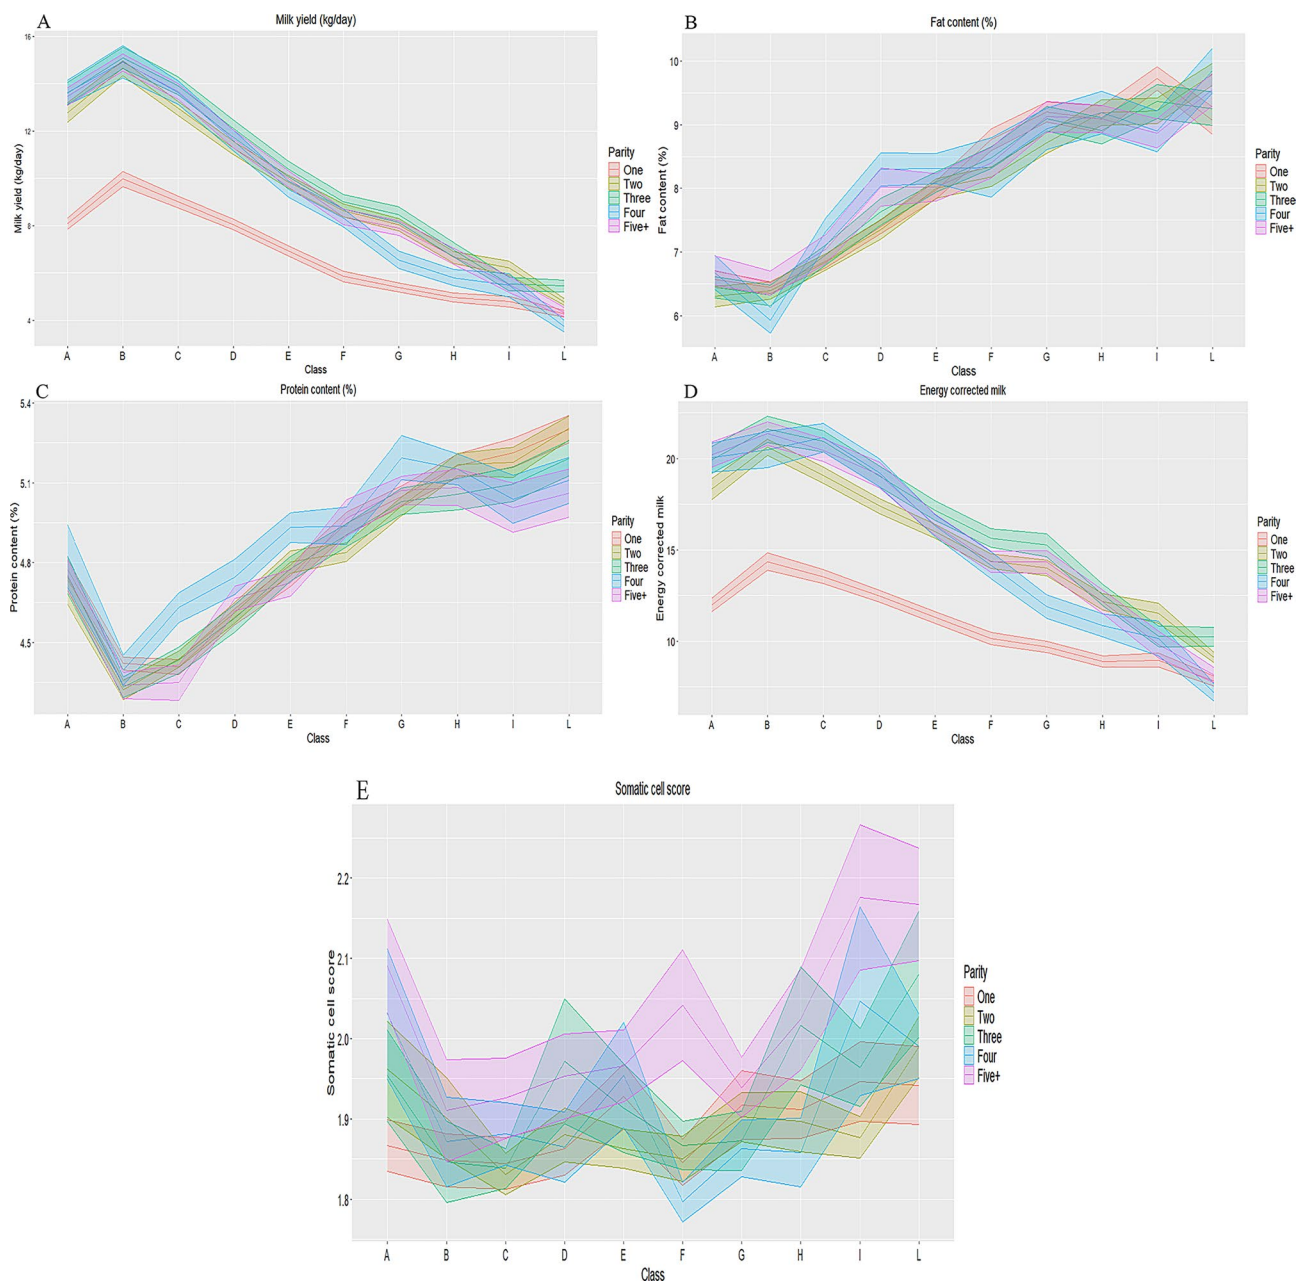 A
Milk yield (kg/day)
16
12
8
4
Milk yield (kg/day)
A B C D E F G H I L
Class
Parity
One
Two
Three
Four
Five+
B
Fat content (%)
10
9
8
7
6
Fat content (%)
A B C D E F G H I L
Class
Parity
One
Two
Three
Four
Five+
C
Protein content (%)
5.4
5.1
4.8
4.5
Protein content (%)
A B C D E F G H I L
Class
Parity
One
Two
Three
Four
Five+
D
Energy corrected milk
20
15
10
Energy corrected milk
A B C D E F G H I L
Class
Parity
One
Two
Three
Four
Five+
E
Somatic cell score
2.2
2.1
2.0
1.9
1.8
Somatic cell score
A B C D E F G H I L
Class
Parity
One
Two
Three
Four
Five+